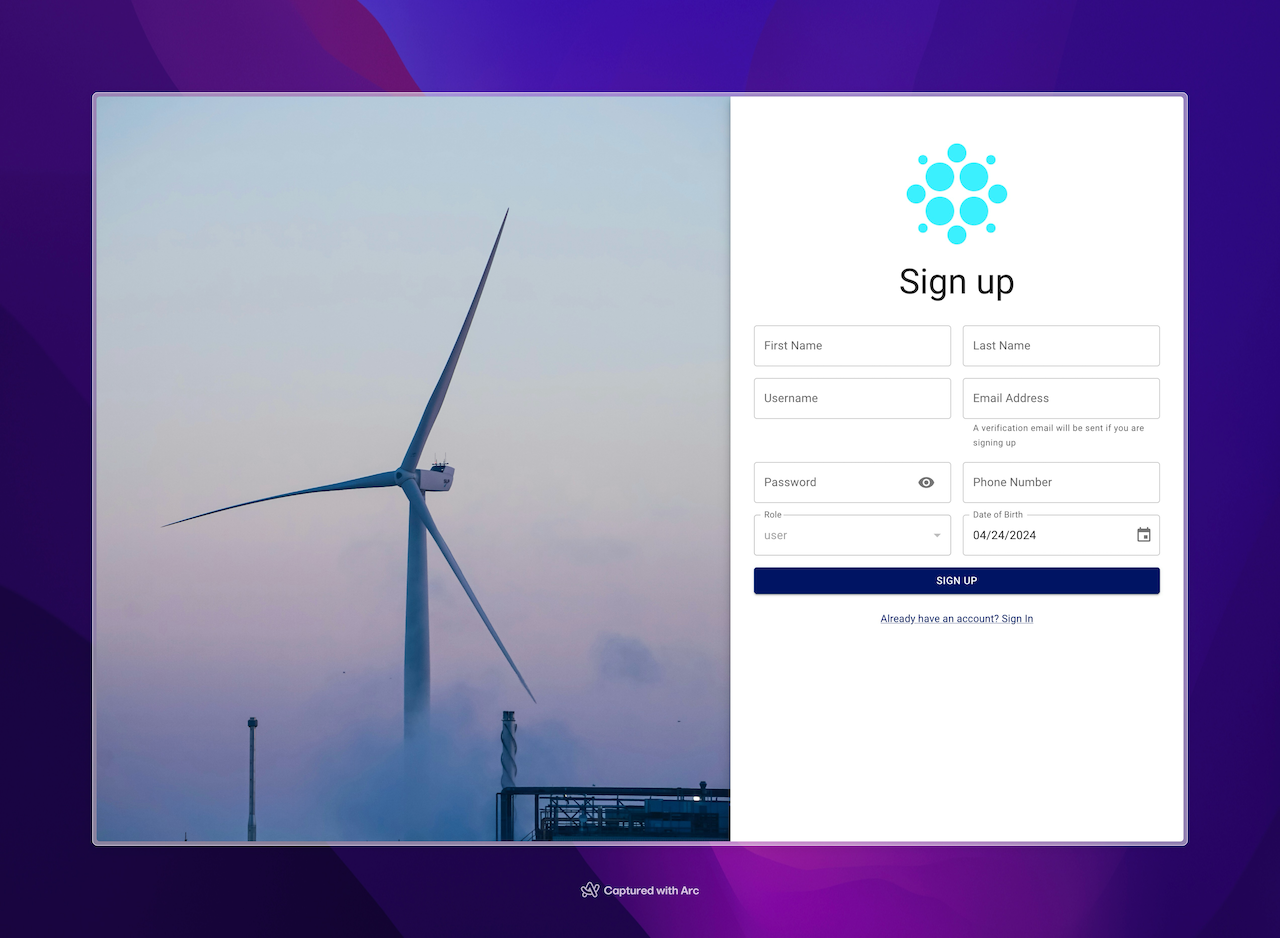 Sign up
First Name
Last Name
Username
Email Address
A verification email will be sent if you are
signing up
Password
Phone Number
Role
user
Date of Birth
04/24/2024
SIGN UP
Already have an account? Sign In
Captured with Arc